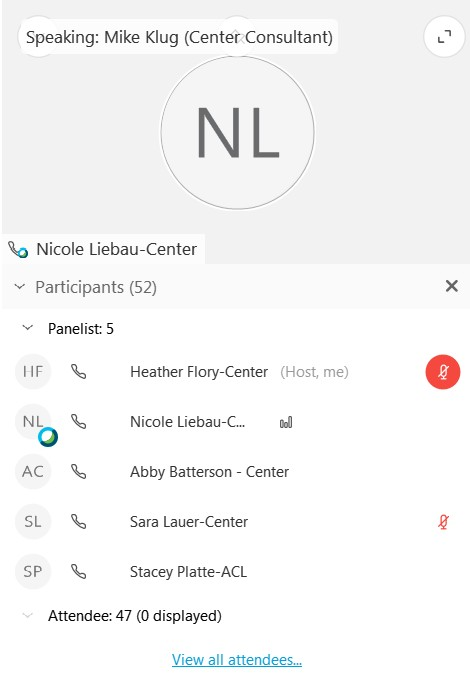 Speaking: Mike Klug (Center Consultant)
NL
Nicole Liebau-Center
Participants (52)
Panelist: 5
HF Heather Flory-Center (Host, me)
NL Nicole Liebau-C...
AC Abby Batterson - Center
SL Sara Lauer-Center
SP Stacey Platte-ACL
Attendee: 47 (0 displayed)
View all attendees...